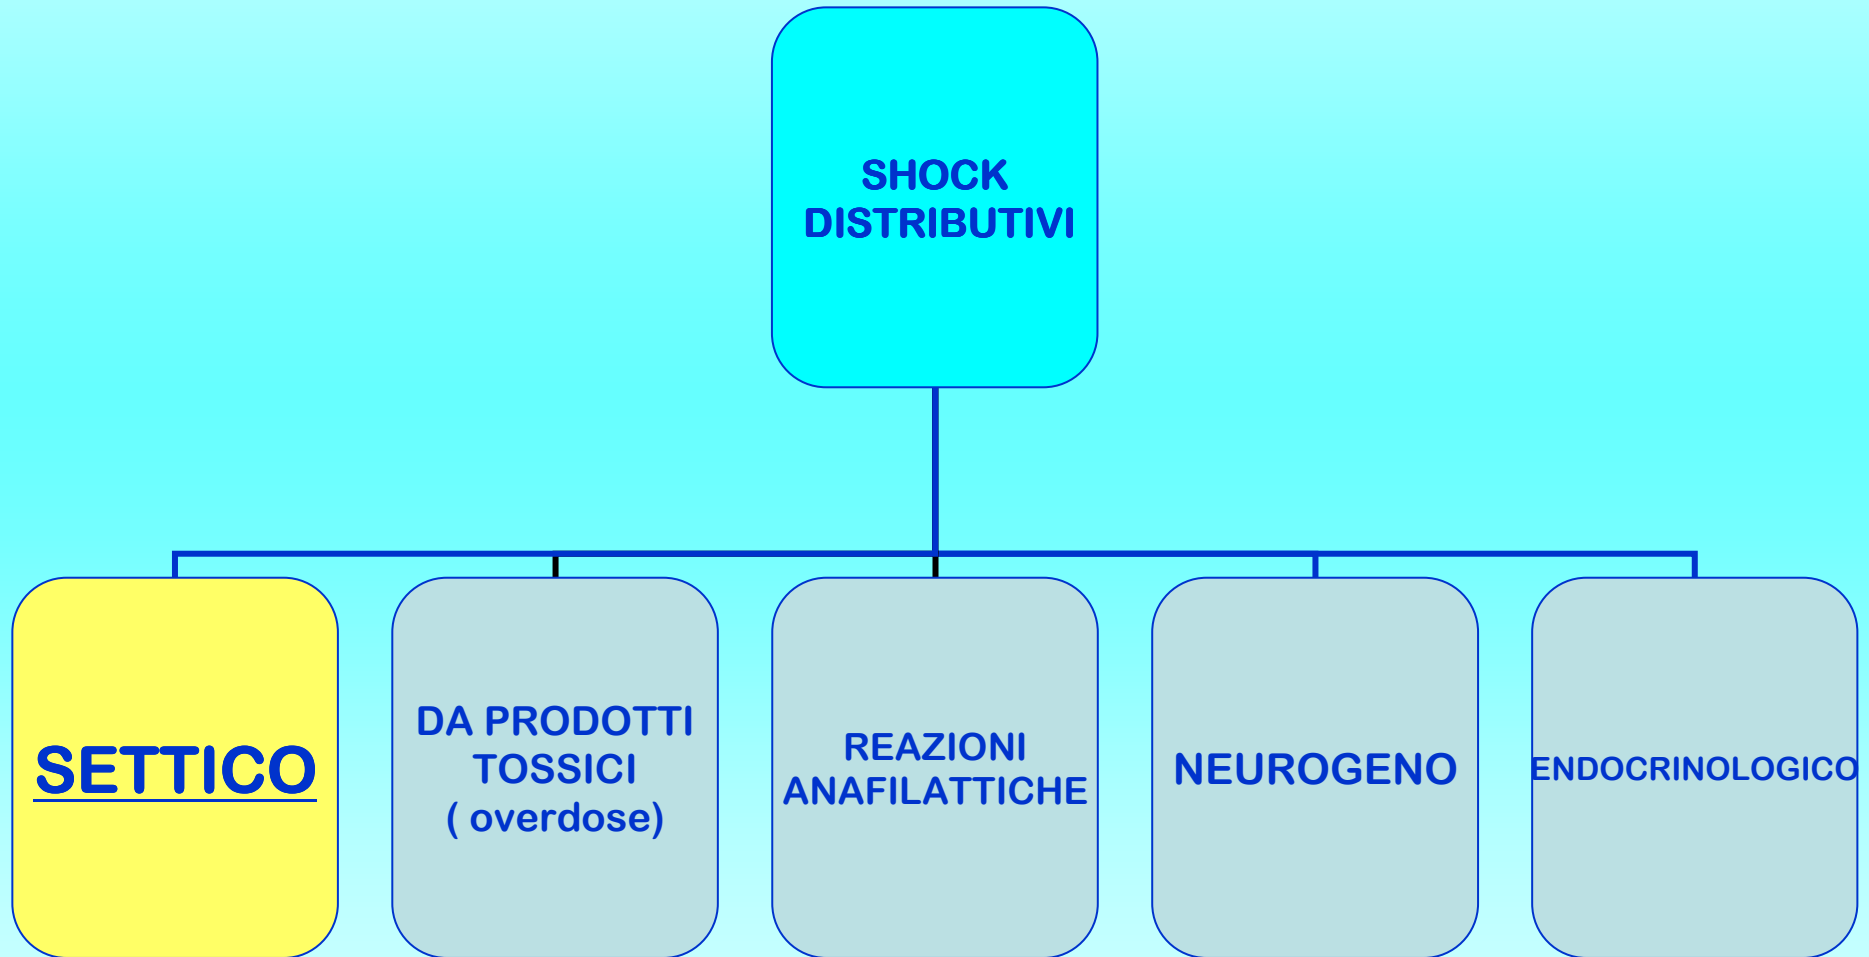 SHOCK
DISTRIBUTIVI
SETTICO
DA PRODOTTI
TOSSICI
( overdose)
REAZIONI
ANAFILATTICHE
NEUROGENO
ENDOCRINOLOGICO